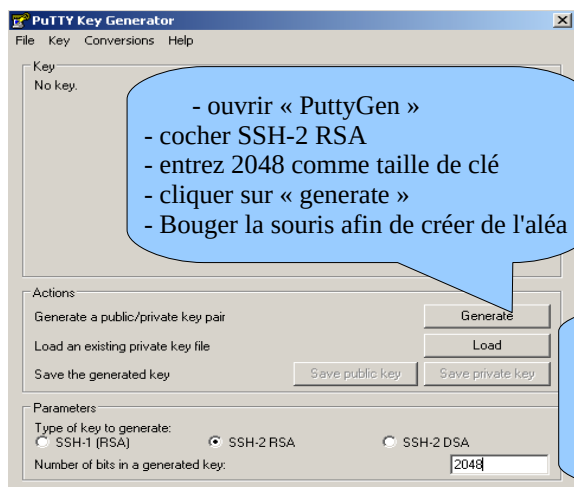 PuTTY Key Generator
File Key Conversions Help
Key
No key.
- ouvrir « PuttyGen »
- cocher SSH-2 RSA
- entrez 2048 comme taille de clé
- cliquer sur « generate »
- Bouger la souris afin de créer de l'aléa
Actions
Generate a public/private key pair Generate
Load an existing private key file Load
Save the generated key Save public key Save private key
Parameters
Type of key to generate:
SSH-1 (RSA) SSH-2 RSA SSH-2 DSA
Number of bits in a generated key: 2048